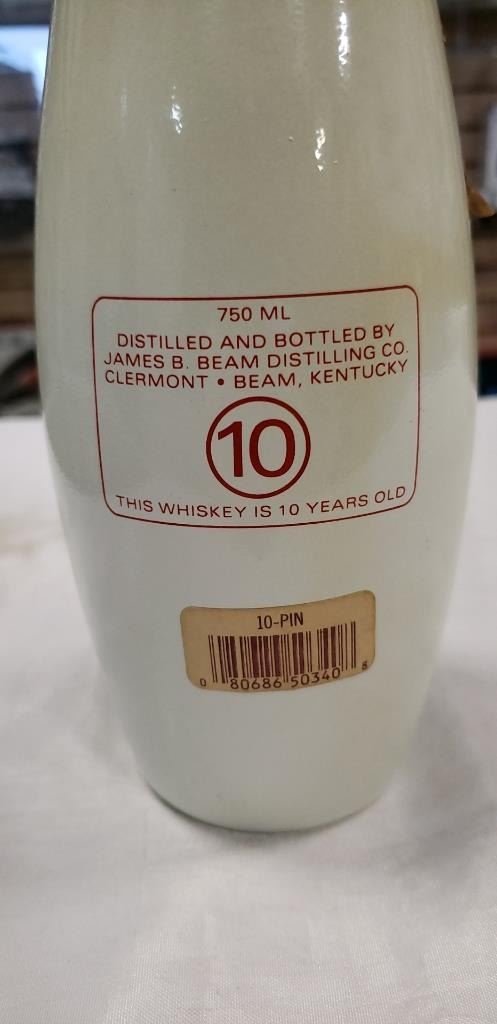 750 ML
DISTILLED AND BOTTLED BY
JAMES B. BEAM DISTILLING CO.
CLERMONT • BEAM, KENTUCKY
10
THIS WHISKEY IS 10 YEARS OLD
10-PIN
0 80686 50340 8